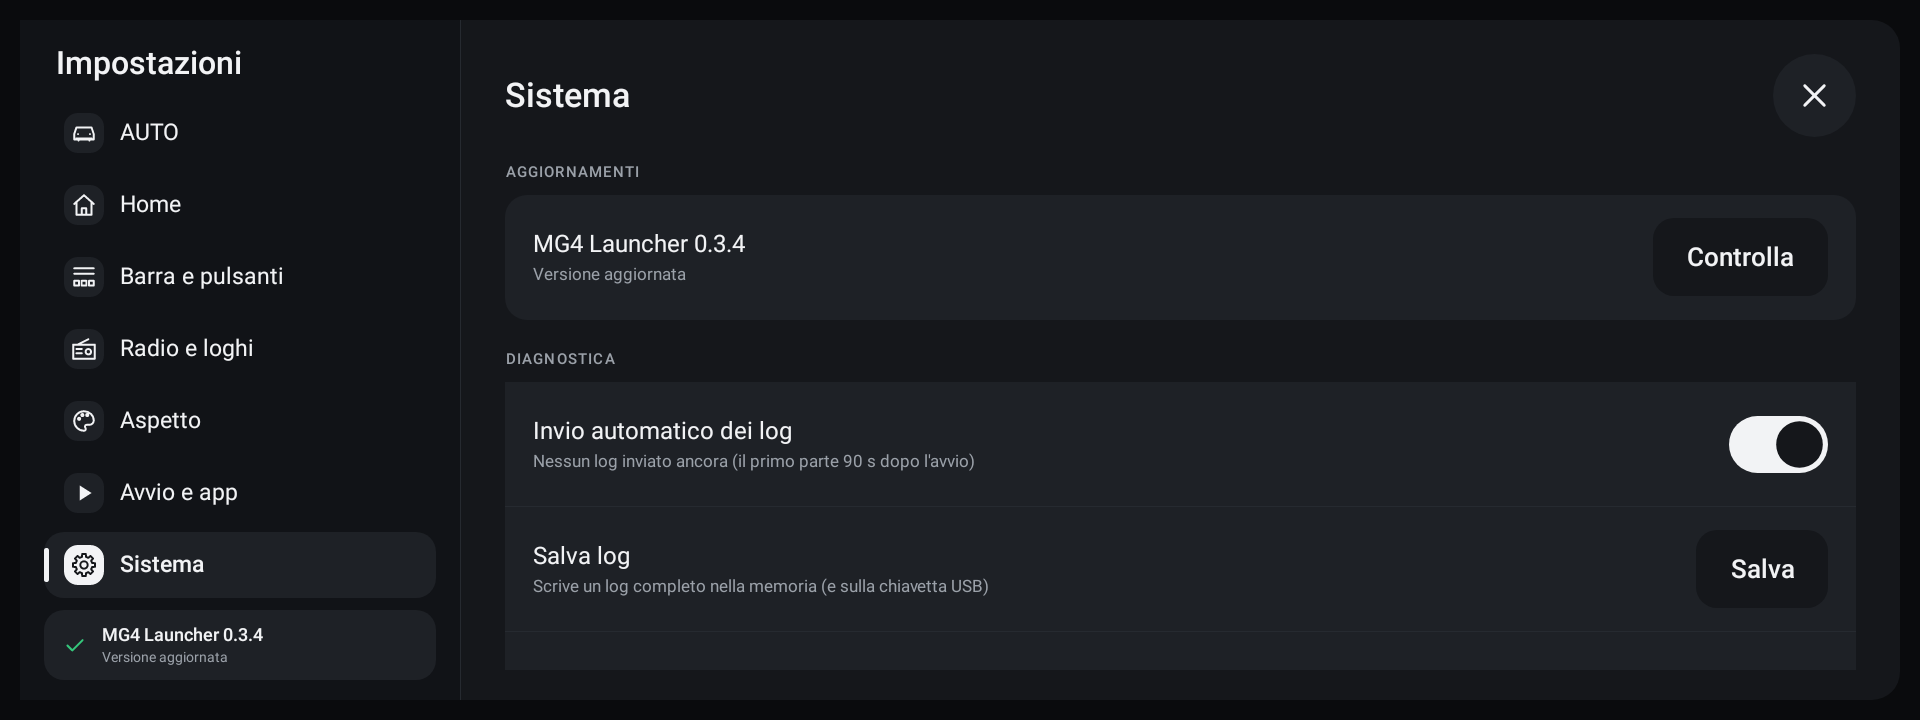 Impostazioni
AUTO
Home
Barra e pulsanti
Radio e loghi
Aspetto
Avvio e app
Sistema
MG4 Launcher 0.3.4
Versione aggiornata
Sistema
AGGIORNAMENTI
MG4 Launcher 0.3.4
Versione aggiornata
Controlla
DIAGNOSTICA
Invio automatico dei log
Nessun log inviato ancora (il primo parte 90 s dopo l'avvio)
Salva log
Scrive un log completo nella memoria (e sulla chiavetta USB)
Salva